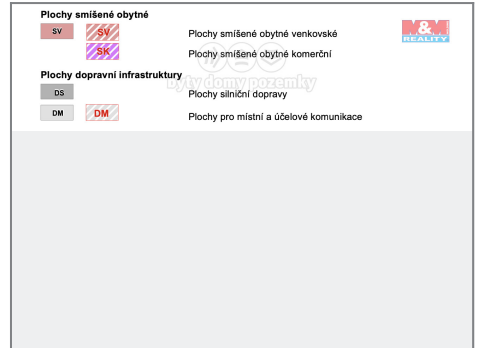 Plochy smíšené obytné
SV SV Plochy smíšené obytné venkovské
SK Plochy smíšené obytné komerční
Plochy dopravní infrastruktury
DS Plochy silniční dopravy
DM DM Plochy pro místní a účelové komunikace
M&M
REALITY
byty domy pozemky